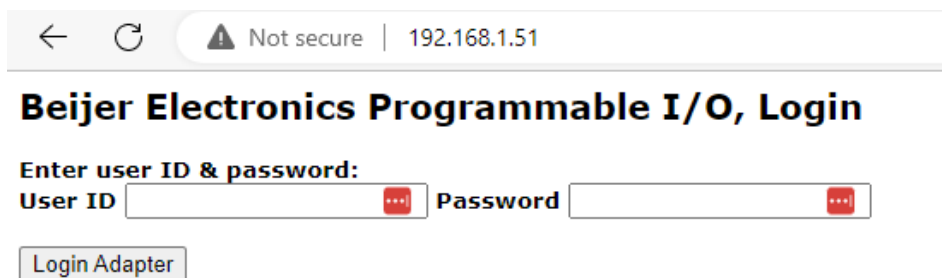 Not secure | 192.168.1.51
Beijer Electronics Programmable I/O, Login
Enter user ID & password:
User ID Password
Login Adapter